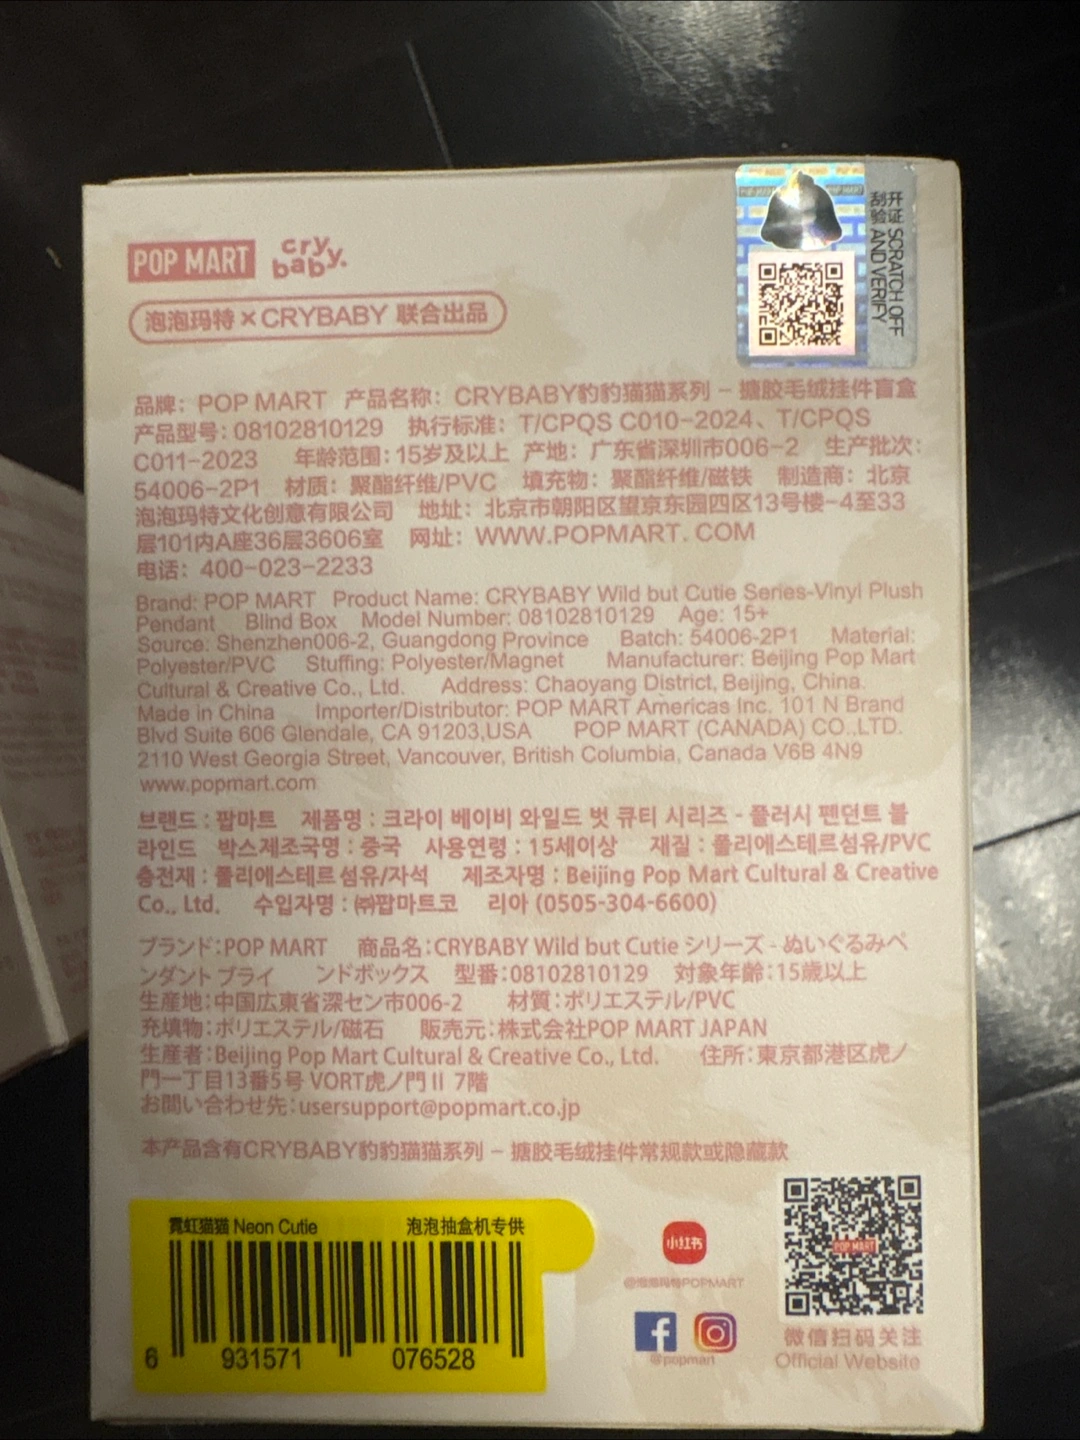 POP MART
cry baby.
泡泡玛特×CRYBABY 联合出品
开证 SCRATCH OFF
刮验 AND VERIFY
品牌：POP MART 产品名称：CRYBABY豹豹猫猫系列 - 搪胶毛绒挂件盲盒
产品型号：08102810129 执行标准：T/CPQS C010-2024、T/CPQS
C011-2023 年龄范围：15岁及以上 产地：广东省深圳市006-2 生产批次：
54006-2P1 材质：聚酯纤维/PVC 填充物：聚酯纤维/磁铁 制造商：北京
泡泡玛特文化创意有限公司 地址：北京市朝阳区望京东园四区13号楼-4至33
层101内A座36层3606室 网址：WWW.POPMART.COM
电话：400-023-2233
Brand: POP MART Product Name: CRYBABY Wild but Cutie Series-Vinyl Plush
Pendant Blind Box Model Number: 08102810129 Age: 15+
Source: Shenzhen006-2, Guangdong Province Batch: 54006-2P1 Material:
Polyester/PVC Stuffing: Polyester/Magnet Manufacturer: Beijing Pop Mart
Cultural & Creative Co., Ltd. Address: Chaoyang District, Beijing, China.
Made in China Importer/Distributor: POP MART Americas Inc. 101 N Brand
Blvd Suite 606 Glendale, CA 91203,USA POP MART (CANADA) CO.,LTD.
2110 West Georgia Street, Vancouver, British Columbia, Canada V6B 4N9
www.popmart.com
브랜드 : 팝마트 제품명 : 크라이 베이비 와일드 벗 큐티 시리즈 - 플러시 펜던트 블
라인드 박스제조국명 : 중국 사용연령 : 15세이상 재질 : 폴리에스테르섬유/PVC
충전재 : 폴리에스테르 섬유/자석 제조자명 : Beijing Pop Mart Cultural & Creative
Co., Ltd. 수입자명 : ㈜팝마트코 리아 (0505-304-6600)
ブランド:POP MART 商品名:CRYBABY Wild but Cutie シリーズ - ぬいぐるみペ
ンダント ブライ ンドボックス 型番:08102810129 対象年齢:15歳以上
生産地:中国広東省深セン市006-2 材質:ポリエステル/PVC
充填物:ポリエステル/磁石 販売元:株式会社POP MART JAPAN
生産者:Beijing Pop Mart Cultural & Creative Co., Ltd. 住所:東京都港区虎ノ
門一丁目13番5号 VORT虎ノ門II 7階
お問い合わせ先:usersupport@popmart.co.jp
本产品含有CRYBABY豹豹猫猫系列 - 搪胶毛绒挂件常规款或隐藏款
霓虹猫猫 Neon Cutie 泡泡抽盒机专供
6 931571 076528
小红书
@泡泡玛特POPMART
@popmart
POP MART
微信扫码关注
Official Website